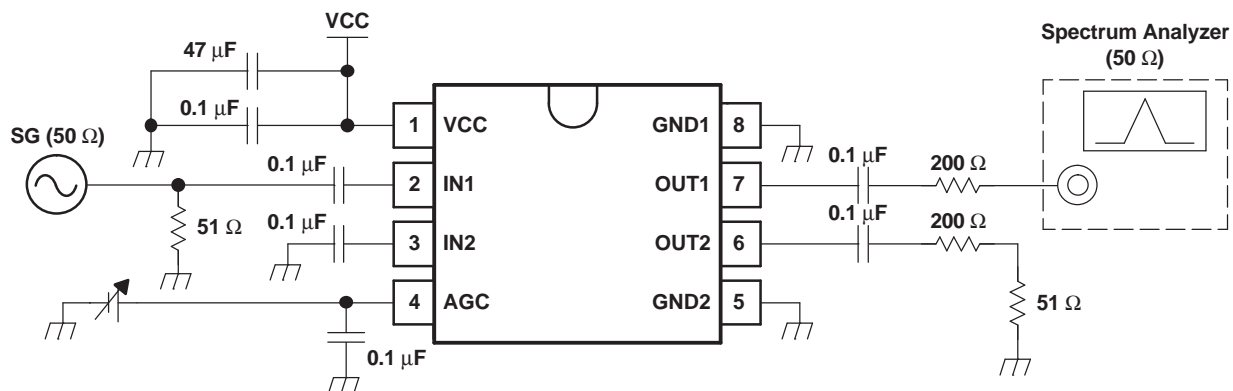 VCC
Spectrum Analyzer
(50 Ω)
47 μF
0.1 μF
SG (50 Ω)
1 VCC
GND1 8
0.1 μF
0.1 μF
200 Ω
2 IN1
OUT1 7
0.1 μF
0.1 μF
200 Ω
51 Ω
3 IN2
OUT2 6
4 AGC
GND2 5
51 Ω
0.1 μF